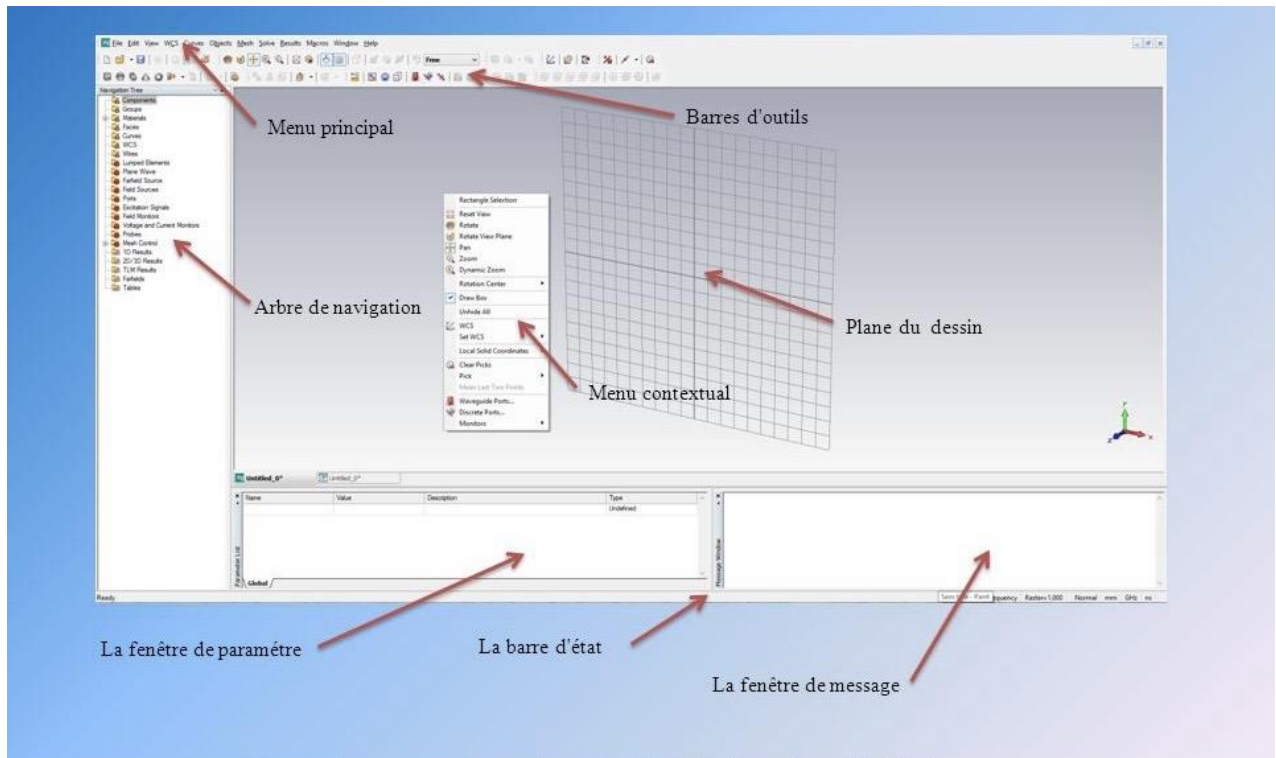 File Edit View WCS Curves Objects Mesh Solve Results Macros Window Help
Free
Navigation Tree
Components
Groups
Materials
Faces
Curves
WCS
Wires
Lumped Elements
Plane Wave
Farfield Source
Field Sources
Ports
Excitation Signals
Field Monitors
Voltage and Current Monitors
Probes
Mesh Control
1D Results
2D/3D Results
TLM Results
Farfields
Tables
Menu principal
Barres d'outils
Arbre de navigation
Rectangle Selection
Reset View
Rotate
Rotate View Plane
Pan
Zoom
Dynamic Zoom
Rotation Center
Draw Box
Unhide All
WCS
Set WCS
Local Solid Coordinates
Clear Picks
Pick
Mean Last Two Points
Waveguide Ports...
Discrete Ports...
Monitors
Plane du dessin
Menu contextual
y
z x
Untitled_0* Untitled_0*
Name Value Description Type
Undefined
Parameter List
Global
Message Window
Ready
Raster=1.000 Normal mm GHz ns
La fenêtre de paramétre
La barre d'état
La fenêtre de message